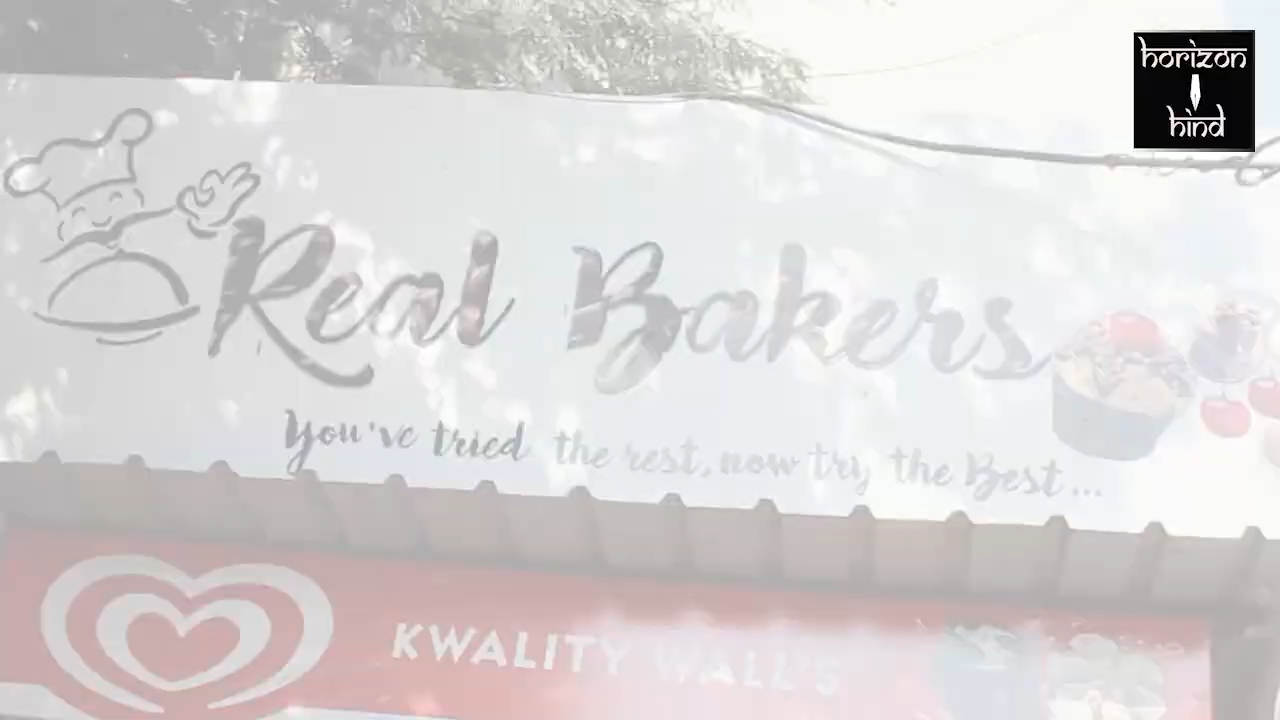 horizon
hind
Real Bakers
You've tried the rest, now try the Best...
KWALITY WALL'S